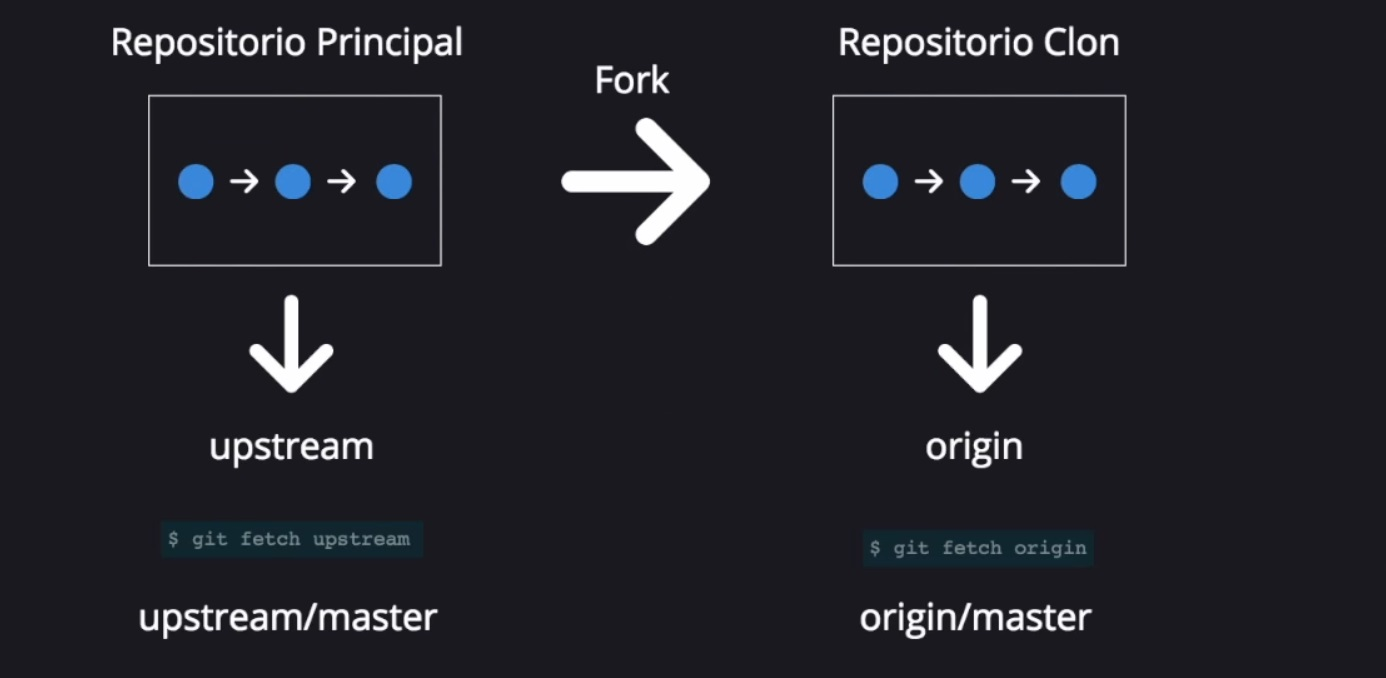 Repositorio Principal
Fork
Repositorio Clon
upstream
origin
$ git fetch upstream
$ git fetch origin
upstream/master
origin/master